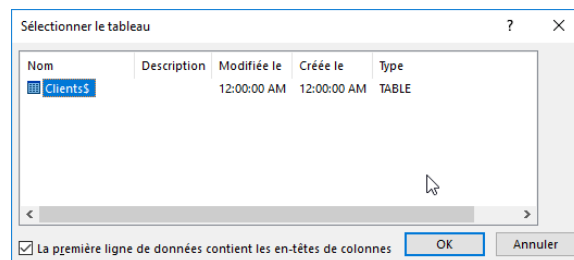 Sélectionner le tableau ? ×
Nom Description Modifiée le Créée le Type
Clients$ 12:00:00 AM 12:00:00 AM TABLE
La première ligne de données contient les en-têtes de colonnes OK Annuler